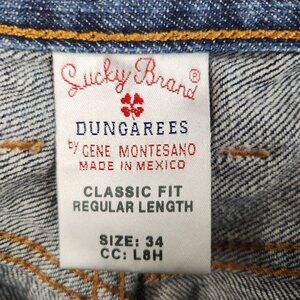 Lucky Brand®
DUNGAREES
by GENE MONTESANO
MADE IN MEXICO
CLASSIC FIT
REGULAR LENGTH
SIZE: 34
CC: L8H